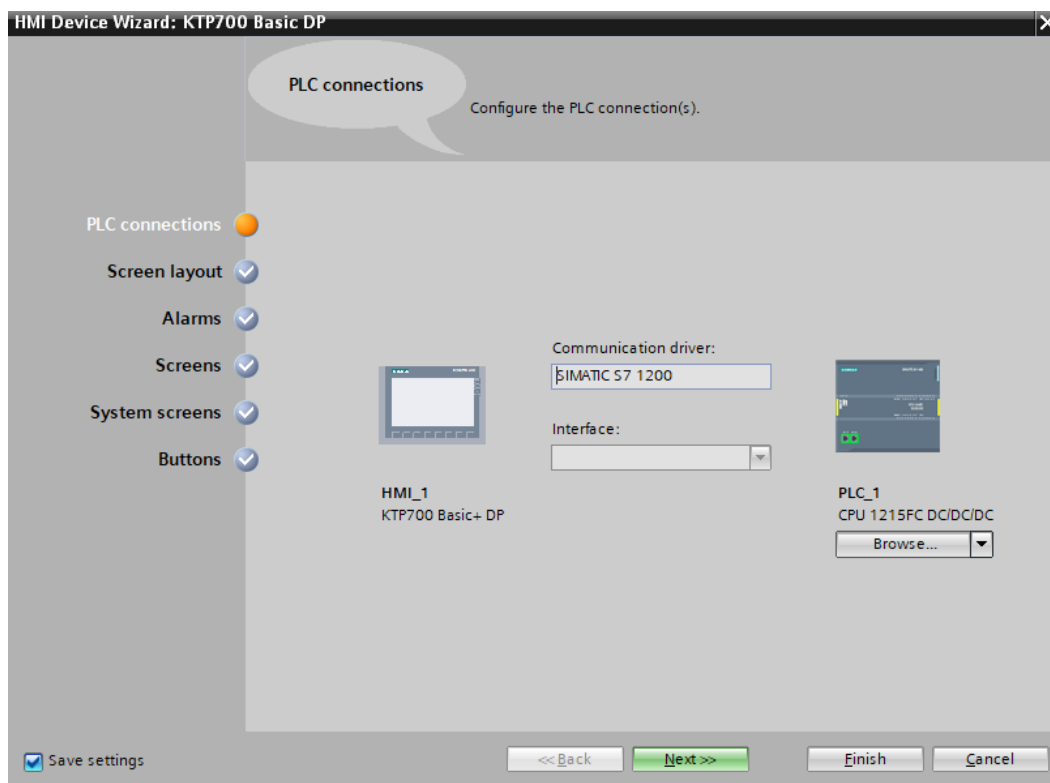 HMI Device Wizard: KTP700 Basic DP
PLC connections
Configure the PLC connection(s).
PLC connections
Screen layout
Alarms
Screens
System screens
Buttons
Communication driver:
SIMATIC S7 1200
Interface:
HMI_1
KTP700 Basic+ DP
PLC_1
CPU 1215FC DC/DC/DC
Browse...
Save settings
<< Back
Next >>
Finish
Cancel